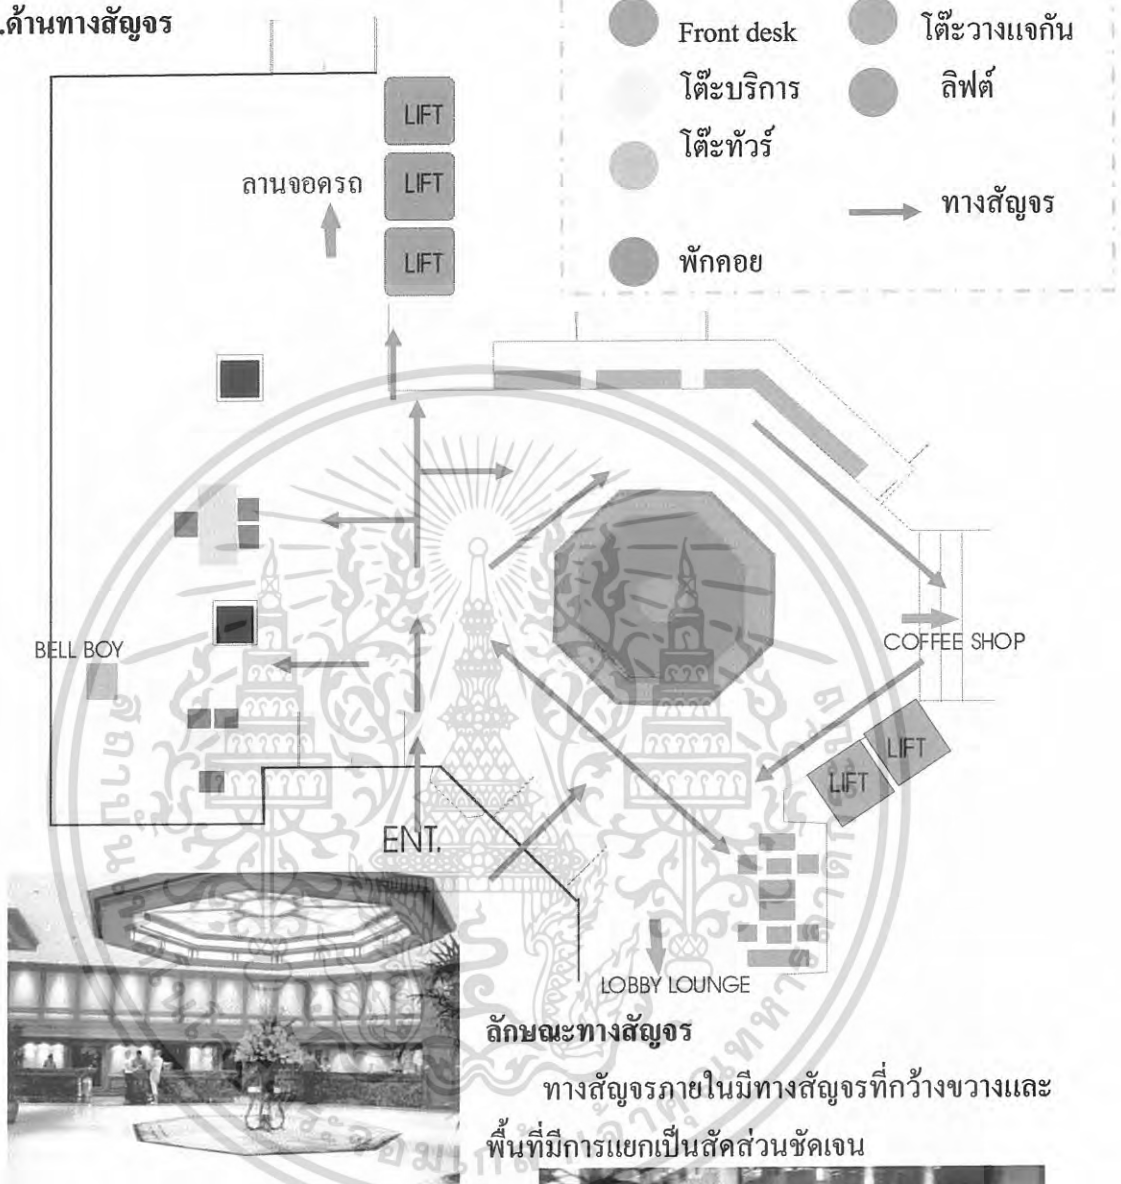 .ด้านทางสัญจร
Front desk
โต๊ะวางแจกัน
โต๊ะบริการ
ลิฟต์
โต๊ะทัวร์
ทางสัญจร
พักคอย
LIFT
ลานจอดรถ
LIFT
LIFT
BELL BOY
COFFEE SHOP
LIFT
LIFT
ENT.
LOBBY LOUNGE
ลักษณะทางสัญจร
ทางสัญจรภายในมีทางสัญจรที่กว้างขวางและ
พื้นที่มีการแยกเป็นสัดส่วนชัดเจน